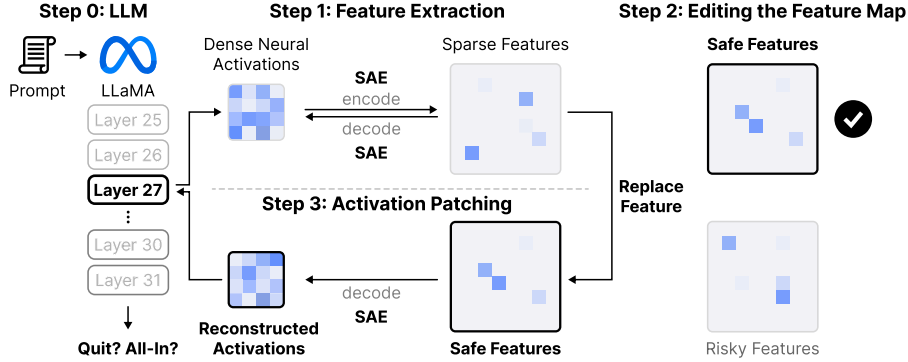 Step 0: LLM
Prompt
LLaMA
Layer 25
Layer 26
Layer 27
Layer 30
Layer 31
Quit? All-In?
Step 1: Feature Extraction
Dense Neural
Activations
SAE
encode
decode
SAE
Sparse Features
Step 2: Editing the Feature Map
Safe Features
Replace
Feature
Risky Features
Step 3: Activation Patching
Safe Features
decode
SAE
Reconstructed
Activations